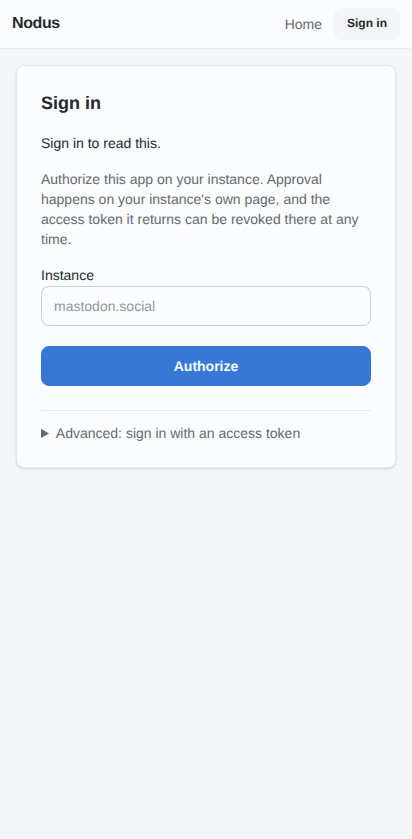 Nodus
Home
Sign in
Sign in
Sign in to read this.
Authorize this app on your instance. Approval
happens on your instance's own page, and the
access token it returns can be revoked there at any
time.
Instance
mastodon.social
Authorize
Advanced: sign in with an access token